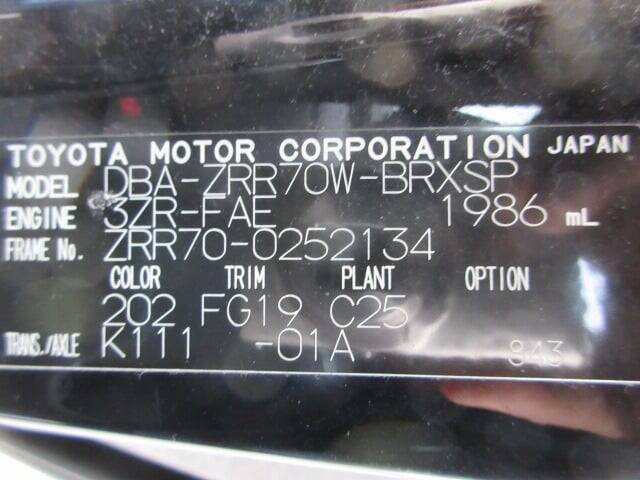 TOYOTA MOTOR CORPORATION JAPAN
MODEL DBA-ZRR70W-BRXSP
ENGINE 3ZR-FAE 1986 mL
FRAME No. ZRR70-0252134
COLOR TRIM PLANT OPTION
202 FG19 C25
TRANS./AXLE K111 -01A 843